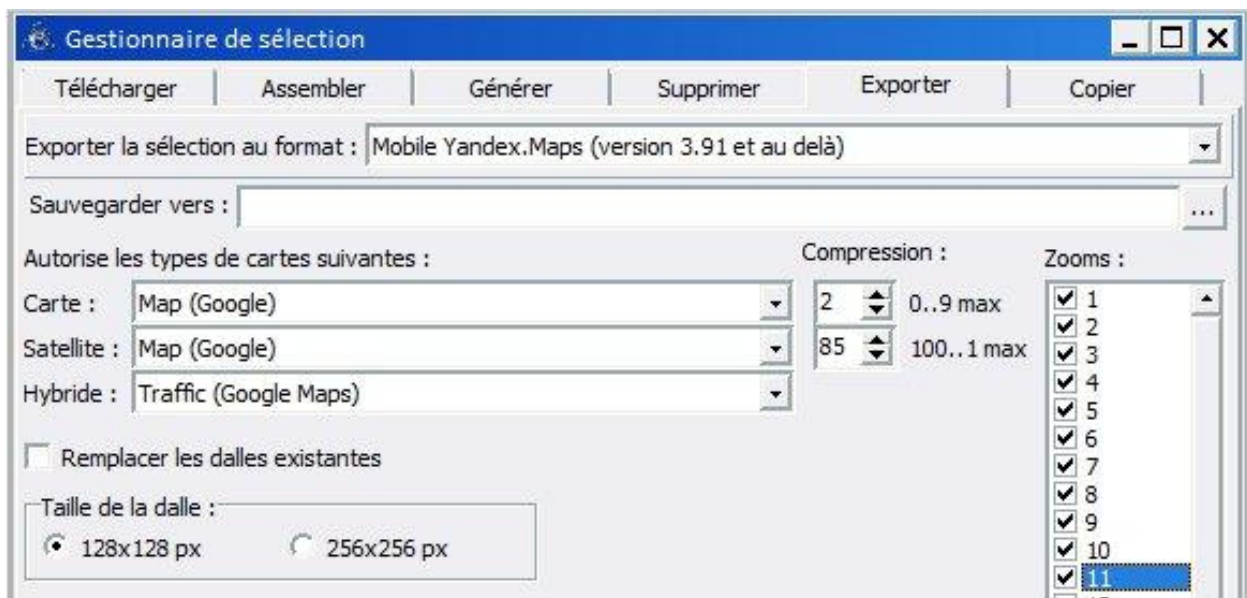 Gestionnaire de sélection
Télécharger Assembler Générer Supprimer Exporter Copier
Exporter la sélection au format : Mobile Yandex.Maps (version 3.91 et au delà)
Sauvegarder vers : ...
Autorise les types de cartes suivantes : Compression : Zooms :
Carte : Map (Google) 2 0..9 max
Satellite : Map (Google) 85 100..1 max
Hybride : Traffic (Google Maps)
1
2
3
4
5
6
7
8
9
10
11
Remplacer les dalles existantes
Taille de la dalle :
128x128 px 256x256 px